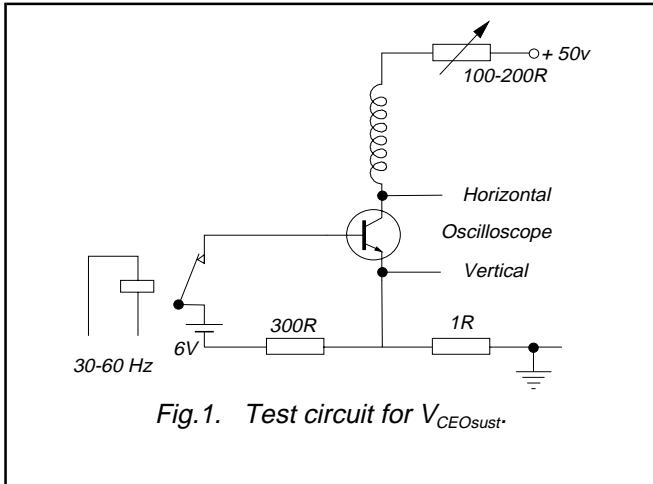 + 50v
100-200R
Horizontal
Oscilloscope
Vertical
300R
1R
6V
30-60 Hz
Fig.1. Test circuit for VCEOsust.